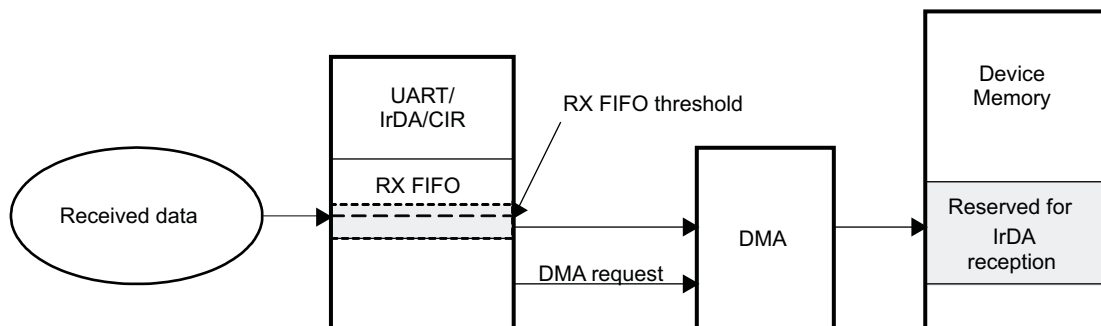 Received data
UART/
IrDA/CIR
RX FIFO
RX FIFO threshold
DMA request
DMA
Device
Memory
Reserved for
IrDA
reception